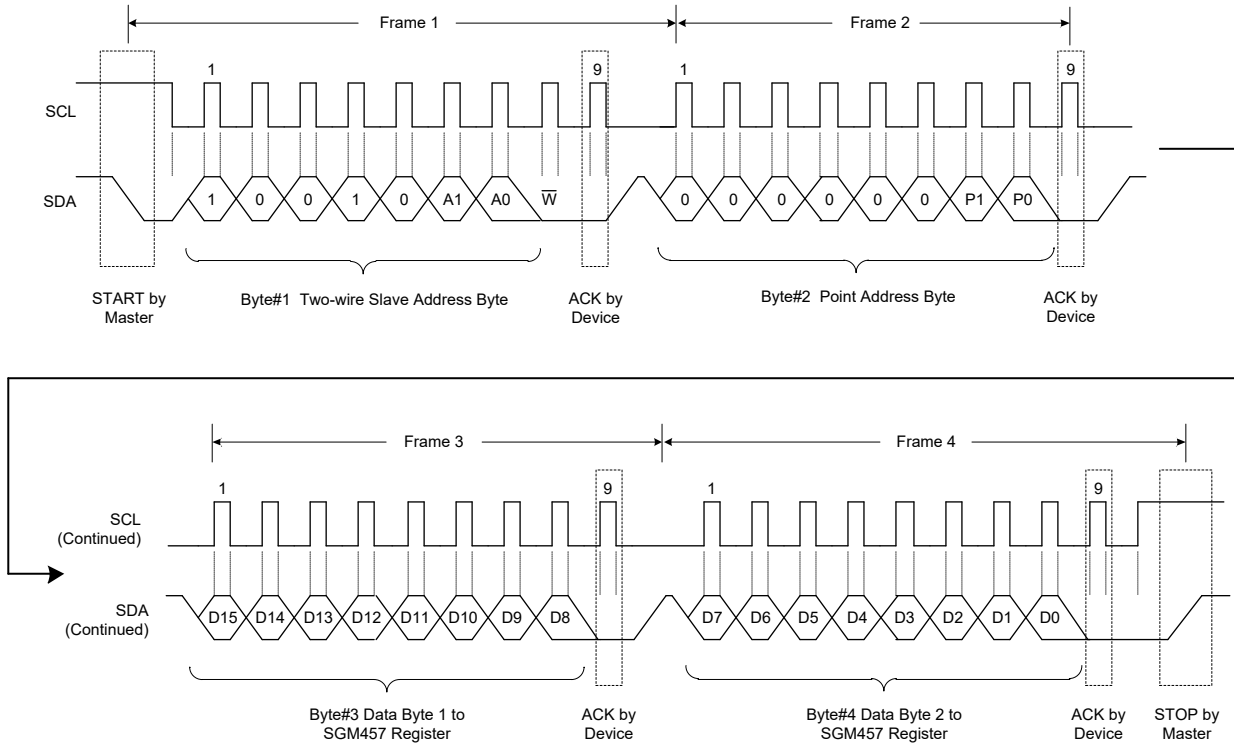 Frame 1 Frame 2
1 9 1 9
SCL
SDA 1 0 0 1 0 A1 A0 W̅ 0 0 0 0 0 0 P1 P0
START by
Master
Byte#1 Two-wire Slave Address Byte
ACK by
Device
Byte#2 Point Address Byte
ACK by
Device
Frame 3 Frame 4
1 9 1 9
SCL
(Continued)
SDA
(Continued)
D15 D14 D13 D12 D11 D10 D9 D8 D7 D6 D5 D4 D3 D2 D1 D0
Byte#3 Data Byte 1 to
SGM457 Register
ACK by
Device
Byte#4 Data Byte 2 to
SGM457 Register
ACK by
Device
STOP by
Master